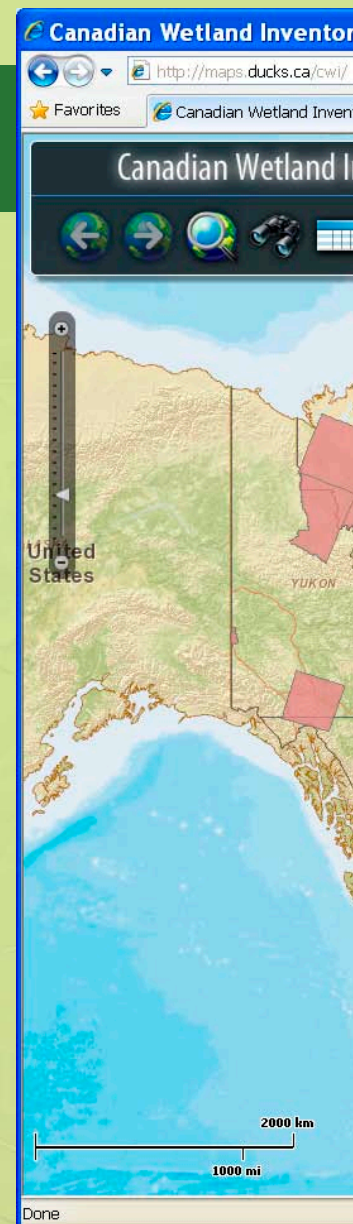 Canadian Wetland Inventor
http://maps.ducks.ca/cwi/
Favorites
Canadian Wetland Inven
Canadian Wetland I
United
States
YUKON
2000 km
1000 mi
Done